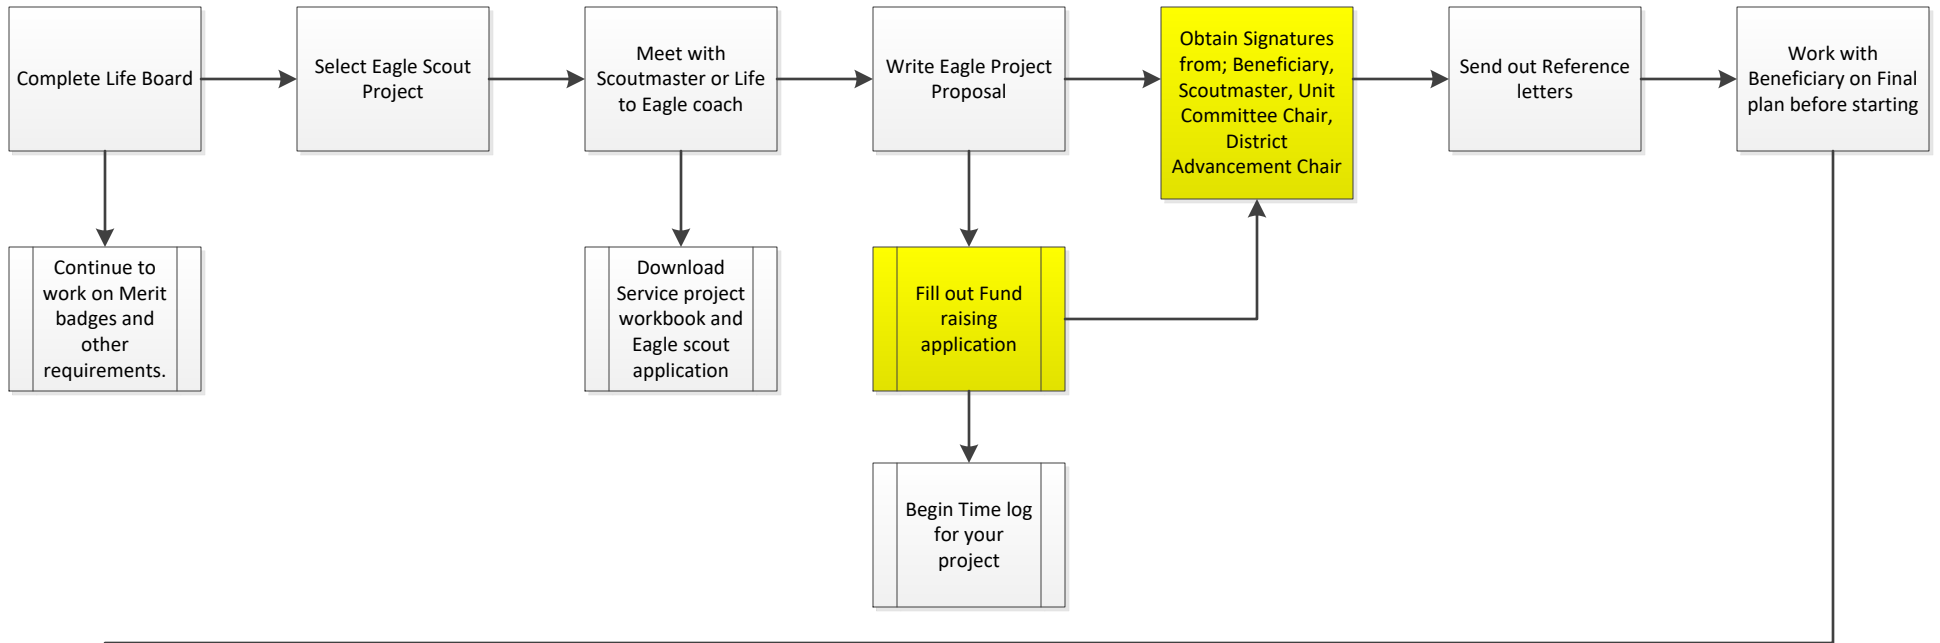 Complete Life Board
Select Eagle Scout
Project
Meet with
Scoutmaster or Life
to Eagle coach
Write Eagle Project
Proposal
Obtain Signatures
from; Beneficiary,
Scoutmaster, Unit
Committee Chair,
District
Advancement Chair
Send out Reference
letters
Work with
Beneficiary on Final
plan before starting
Continue to
work on Merit
badges and
other
requirements.
Download
Service project
workbook and
Eagle scout
application
Fill out Fund
raising
application
Begin Time log
for your
project